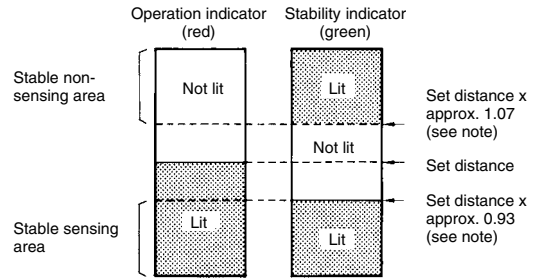 Operation indicator
(red)
Stability indicator
(green)
Stable non-
sensing area
Not lit
Lit
Set distance x
approx. 1.07
(see note)
Not lit
Set distance
Set distance x
approx. 0.93
(see note)
Stable sensing
area
Lit
Lit